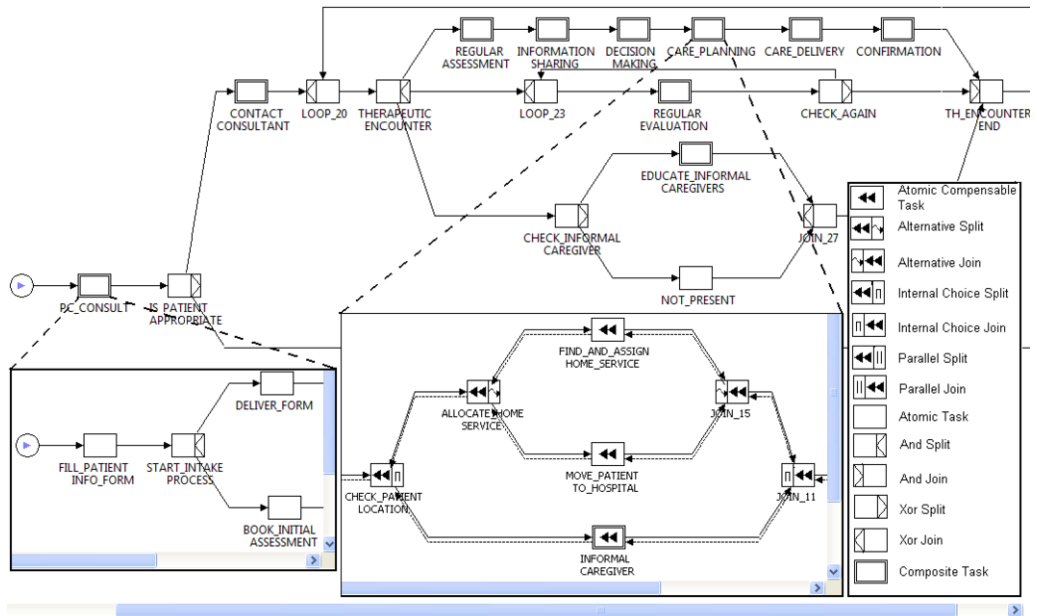 REGULAR
ASSESSMENT
INFORMATION
SHARING
DECISION
MAKING
CARE_PLANNING
CARE_DELIVERY
CONFIRMATION
CONTACT
CONSULTANT
LOOP_20
THERAPEUTIC
ENCOUNTER
LOOP_23
REGULAR
EVALUATION
CHECK_AGAIN
TH_ENCOUNTER
END
EDUCATE_INFORMAL
CAREGIVERS
CHECK_INFORMAL
CAREGIVER
JOIN_27
NOT_PRESENT
PC_CONSULT
IS_PATIENT
APPROPRIATE
DELIVER_FORM
FILL_PATIENT
INFO_FORM
START_INTAKE
PROCESS
BOOK_INITIAL
ASSESSMENT
FIND_AND_ASSIGN
HOME_SERVICE
ALLOCATE_HOME
SERVICE
JOIN_15
MOVE_PATIENT
TO_HOSPITAL
CHECK_PATIENT
LOCATION
JOIN_11
INFORMAL
CAREGIVER
Atomic Compensable
Task
Alternative Split
Alternative Join
Internal Choice Split
Internal Choice Join
Parallel Split
Parallel Join
Atomic Task
And Split
And Join
Xor Split
Xor Join
Composite Task